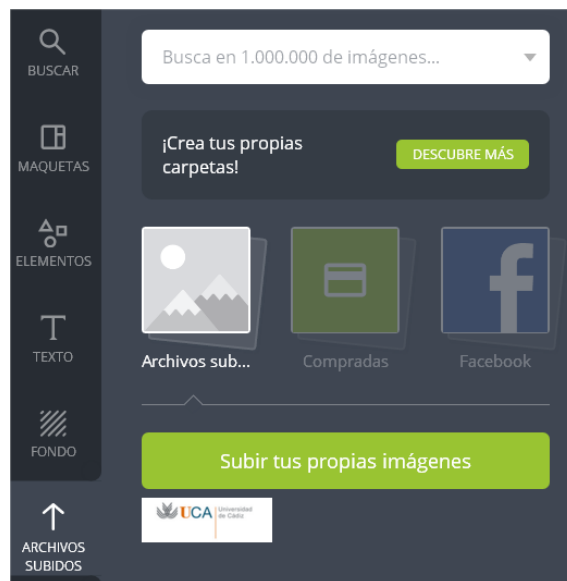 BUSCAR
MAQUETAS
ELEMENTOS
TEXTO
FONDO
ARCHIVOS
SUBIDOS
Busca en 1.000.000 de imágenes...
¡Crea tus propias
carpetas!
DESCUBRE MÁS
Archivos sub...
Compradas
Facebook
Subir tus propias imágenes
UCA
Universidad
de Cádiz